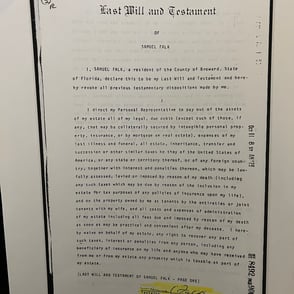 Last Will and Testament
OF
SAMUEL FALK
I, SAMUEL FALK, a resident of the County of Broward, State
of Florida, declare this to be my Last Will and Testament and here-
by revoke all previous testamentary dispositions made by me.
I
I direct my Personal Representative to pay out of the assets
of my estate all of my legal, due debts (except such of those, if
any, that may be collaterally secured by intangible personal prop-
erty, insurance, or by mortgage on real estate), expenses of my
last illness and funeral, all estate, inheritance, transfer and
succession or other similar taxes to the United States of
America, or any state or territory thereof, or of any foreign coun-
try, together with interest and penalties thereon, which may be law-
fully assessed, levied or imposed by reason of my death (including
any such taxes which may be due by reason of the inclusion in my
estate for tax purposes of any policies of insurance upon my life),
and on the property owned by me as tenants by the entireties or joint
tenants with my wife, and all costs and expenses of administration
of my estate including all fees due and imposed by reason of my death
as soon as may be practical and convenient after my decease. I here-
by waive on behalf of my estate, any right to recover any part of
such taxes, interest or penalties from any person, including any
beneficiary of insurance on my life and anyone who may have received
from me or from my estate any property which is taxable as part of
my estate.
(LAST WILL AND TESTAMENT OF SAMUEL FALK - PAGE ONE)